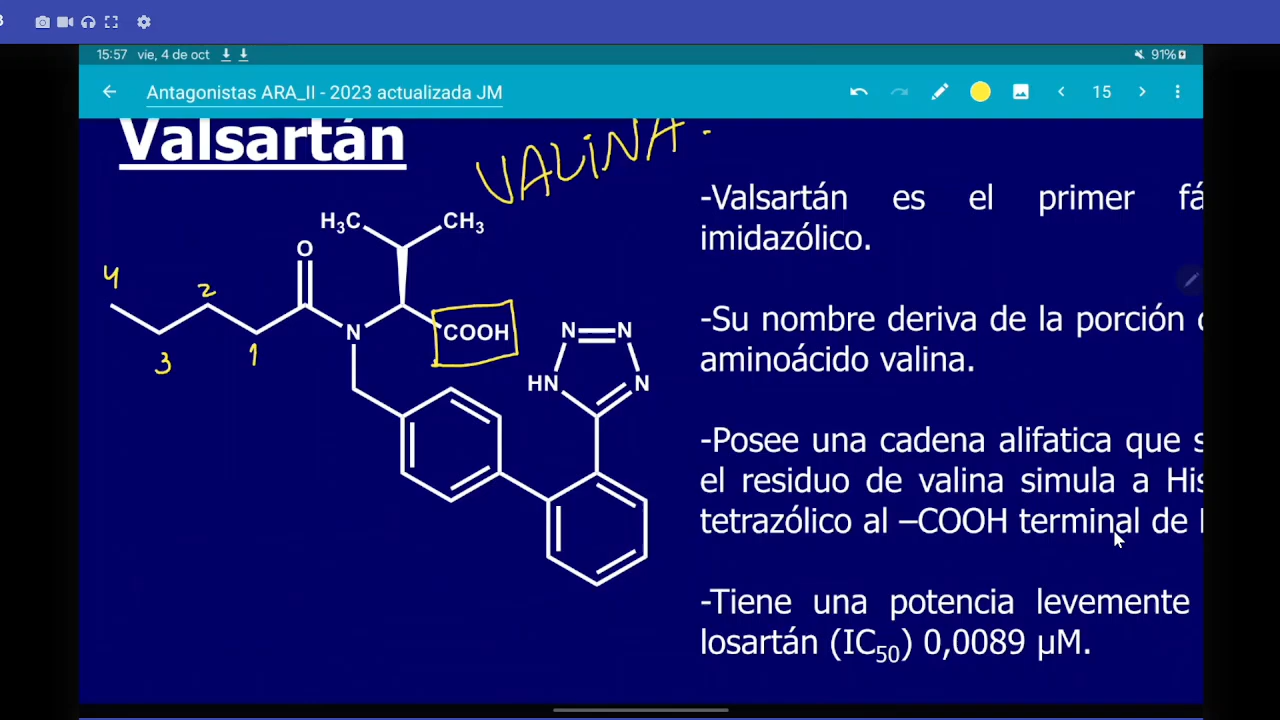 15:57 vie, 4 de oct
91%
Antagonistas ARA_II - 2023 actualizada JM
15
Valsartán
VALINA.
H₃C
CH₃
O
4
2
3
1
N
COOH
N
N
HN
N
-Valsartán es el primer
imidazólico.
-Su nombre deriva de la porción
aminoácido valina.
-Posee una cadena alifatica que
el residuo de valina simula a
tetrazólico al –COOH terminal de
-Tiene una potencia levemente
losartán (IC₅₀) 0,0089 µM.